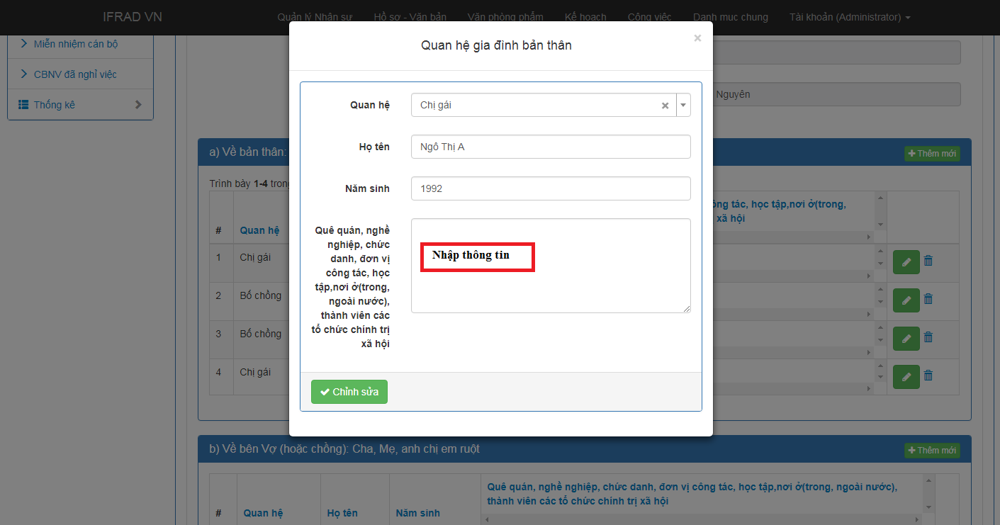 IFRAD VN
Quản lý Nhân sự
Hồ sơ - Văn bản
Văn phòng phẩm
Kế hoạch
Công việc
Danh mục chung
Tài khoản (Administrator)
Miễn nhiệm cán bộ
CBNV đã nghỉ việc
Thống kê
Nguyên
a) Về bản thân:
Thêm mới
Trình bày 1-4 trong
công tác, học tập,nơi ở(trong,
xã hội
#
Quan hệ
1
Chị gái
2
Bố chồng
3
Bố chồng
4
Chị gái
Quan hệ gia đình bản thân
×
Quan hệ
Chị gái
Họ tên
Ngô Thị A
Năm sinh
1992
Quê quán, nghề
nghiệp, chức
danh, đơn vị
công tác, học
tập,nơi ở(trong,
ngoài nước),
thành viên các
tổ chức chính trị
xã hội
Nhập thông tin
Chỉnh sửa
b) Về bên Vợ (hoặc chồng): Cha, Mẹ, anh chị em ruột
Thêm mới
#
Quan hệ
Họ tên
Năm sinh
Quê quán, nghề nghiệp, chức danh, đơn vị công tác, học tập,nơi ở(trong, ngoài nước),
thành viên các tổ chức chính trị xã hội